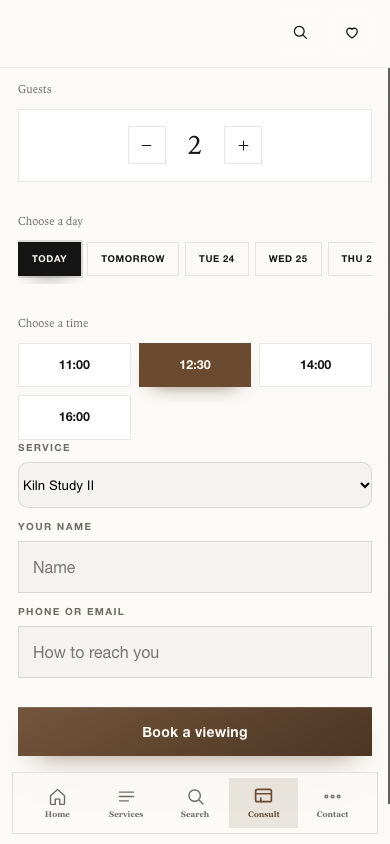 Guests
− 2 +
Choose a day
TODAY TOMORROW TUE 24 WED 25 THU 2
Choose a time
11:00 12:30 14:00
16:00
SERVICE
Kiln Study II
YOUR NAME
Name
PHONE OR EMAIL
How to reach you
Book a viewing
Home Services Search Consult Contact